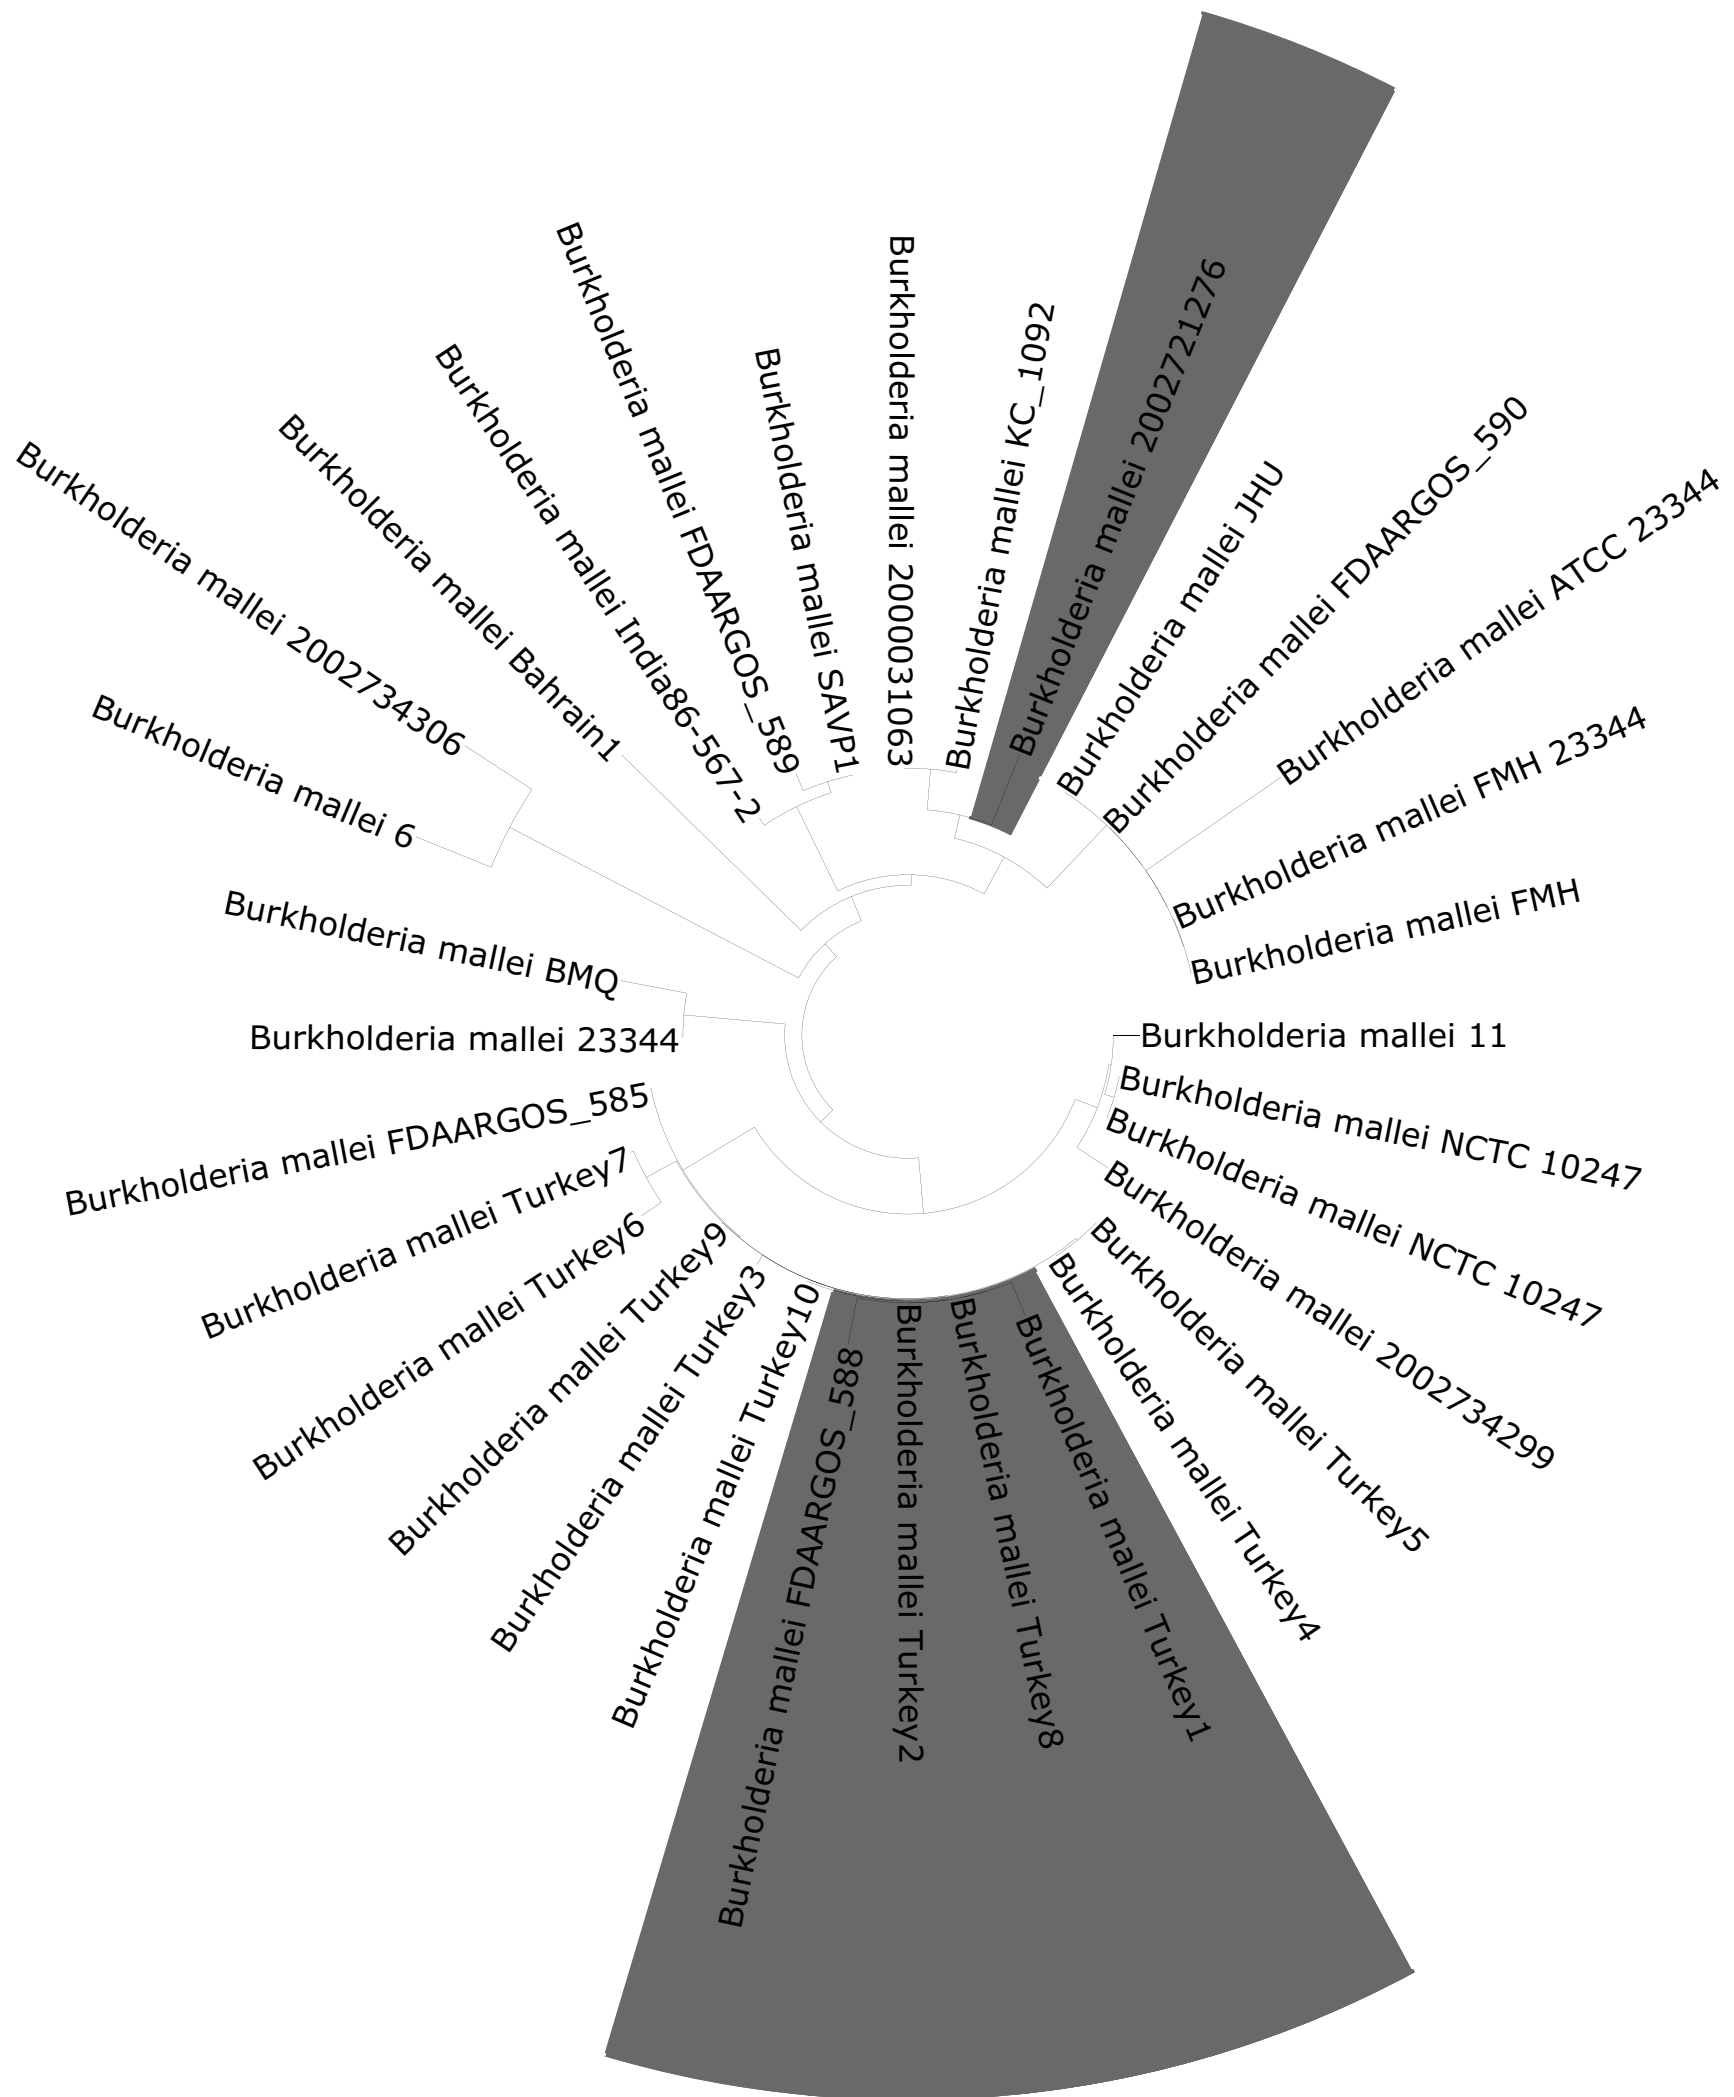 Burkholderia mallei 2002721276
Burkholderia mallei JHU
Burkholderia mallei FDAARGOS_590
Burkholderia mallei ATCC 23344
Burkholderia mallei FMH 23344
Burkholderia mallei FMH
Burkholderia mallei 11
Burkholderia mallei NCTC 10247
Burkholderia mallei NCTC 10247
Burkholderia mallei 2002734299
Burkholderia mallei Turkey5
Burkholderia mallei Turkey4
Burkholderia mallei Turkey1
Burkholderia mallei Turkey8
Burkholderia mallei Turkey2
Burkholderia mallei FDAARGOS_588
Burkholderia mallei Turkey10
Burkholderia mallei Turkey3
Burkholderia mallei Turkey9
Burkholderia mallei Turkey6
Burkholderia mallei Turkey7
Burkholderia mallei FDAARGOS_585
Burkholderia mallei 23344
Burkholderia mallei BMQ
Burkholderia mallei 6
Burkholderia mallei 2002734306
Burkholderia mallei Bahrain1
Burkholderia mallei India86-567-2
Burkholderia mallei FDAARGOS_589
Burkholderia mallei SAVP1
Burkholderia mallei 2000031063
Burkholderia mallei KC_1092